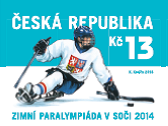 ČESKÁ REPUBLIKA
Kč 13
ZIMNÍ PARALYMPIÁDA V SOČI 2014